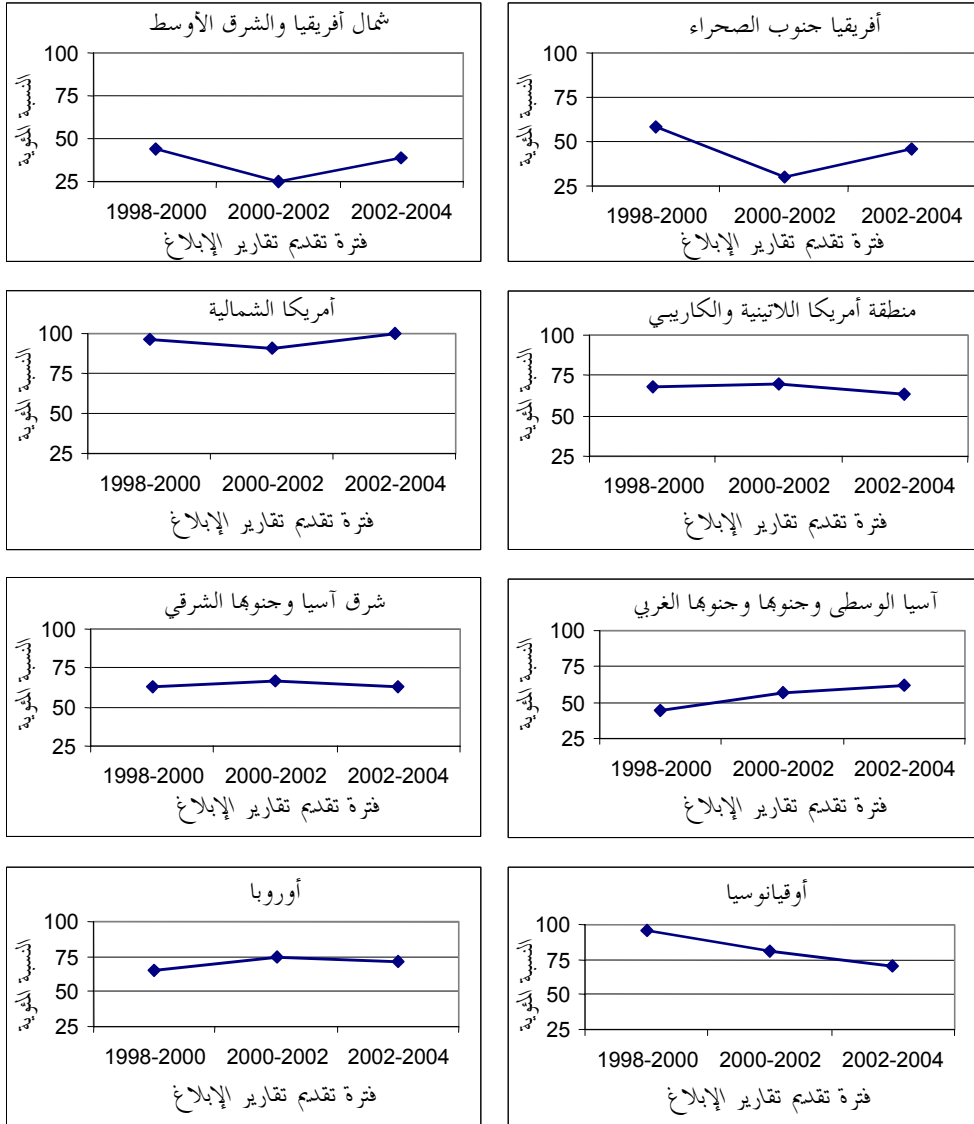 أفريقيا جنوب الصحراء
النسبة المئوية
100
75
50
25
1998-2000 2000-2002 2002-2004
فترة تقديم تقارير الإبلاغ
شمال أفريقيا والشرق الأوسط
النسبة المئوية
100
75
50
25
1998-2000 2000-2002 2002-2004
فترة تقديم تقارير الإبلاغ
منطقة أمريكا اللاتينية والكاريبي
النسبة المئوية
100
75
50
25
1998-2000 2000-2002 2002-2004
فترة تقديم تقارير الإبلاغ
أمريكا الشمالية
النسبة المئوية
100
75
50
25
1998-2000 2000-2002 2002-2004
فترة تقديم تقارير الإبلاغ
آسيا الوسطى وجنوبها وجنوبها الغربي
النسبة المئوية
100
75
50
25
1998-2000 2000-2002 2002-2004
فترة تقديم تقارير الإبلاغ
شرق آسيا وجنوبها الشرقي
النسبة المئوية
100
75
50
25
1998-2000 2000-2002 2002-2004
فترة تقديم تقارير الإبلاغ
أوقيانوسيا
النسبة المئوية
100
75
50
25
1998-2000 2000-2002 2002-2004
فترة تقديم تقارير الإبلاغ
أوروبا
النسبة المئوية
100
75
50
25
1998-2000 2000-2002 2002-2004
فترة تقديم تقارير الإبلاغ